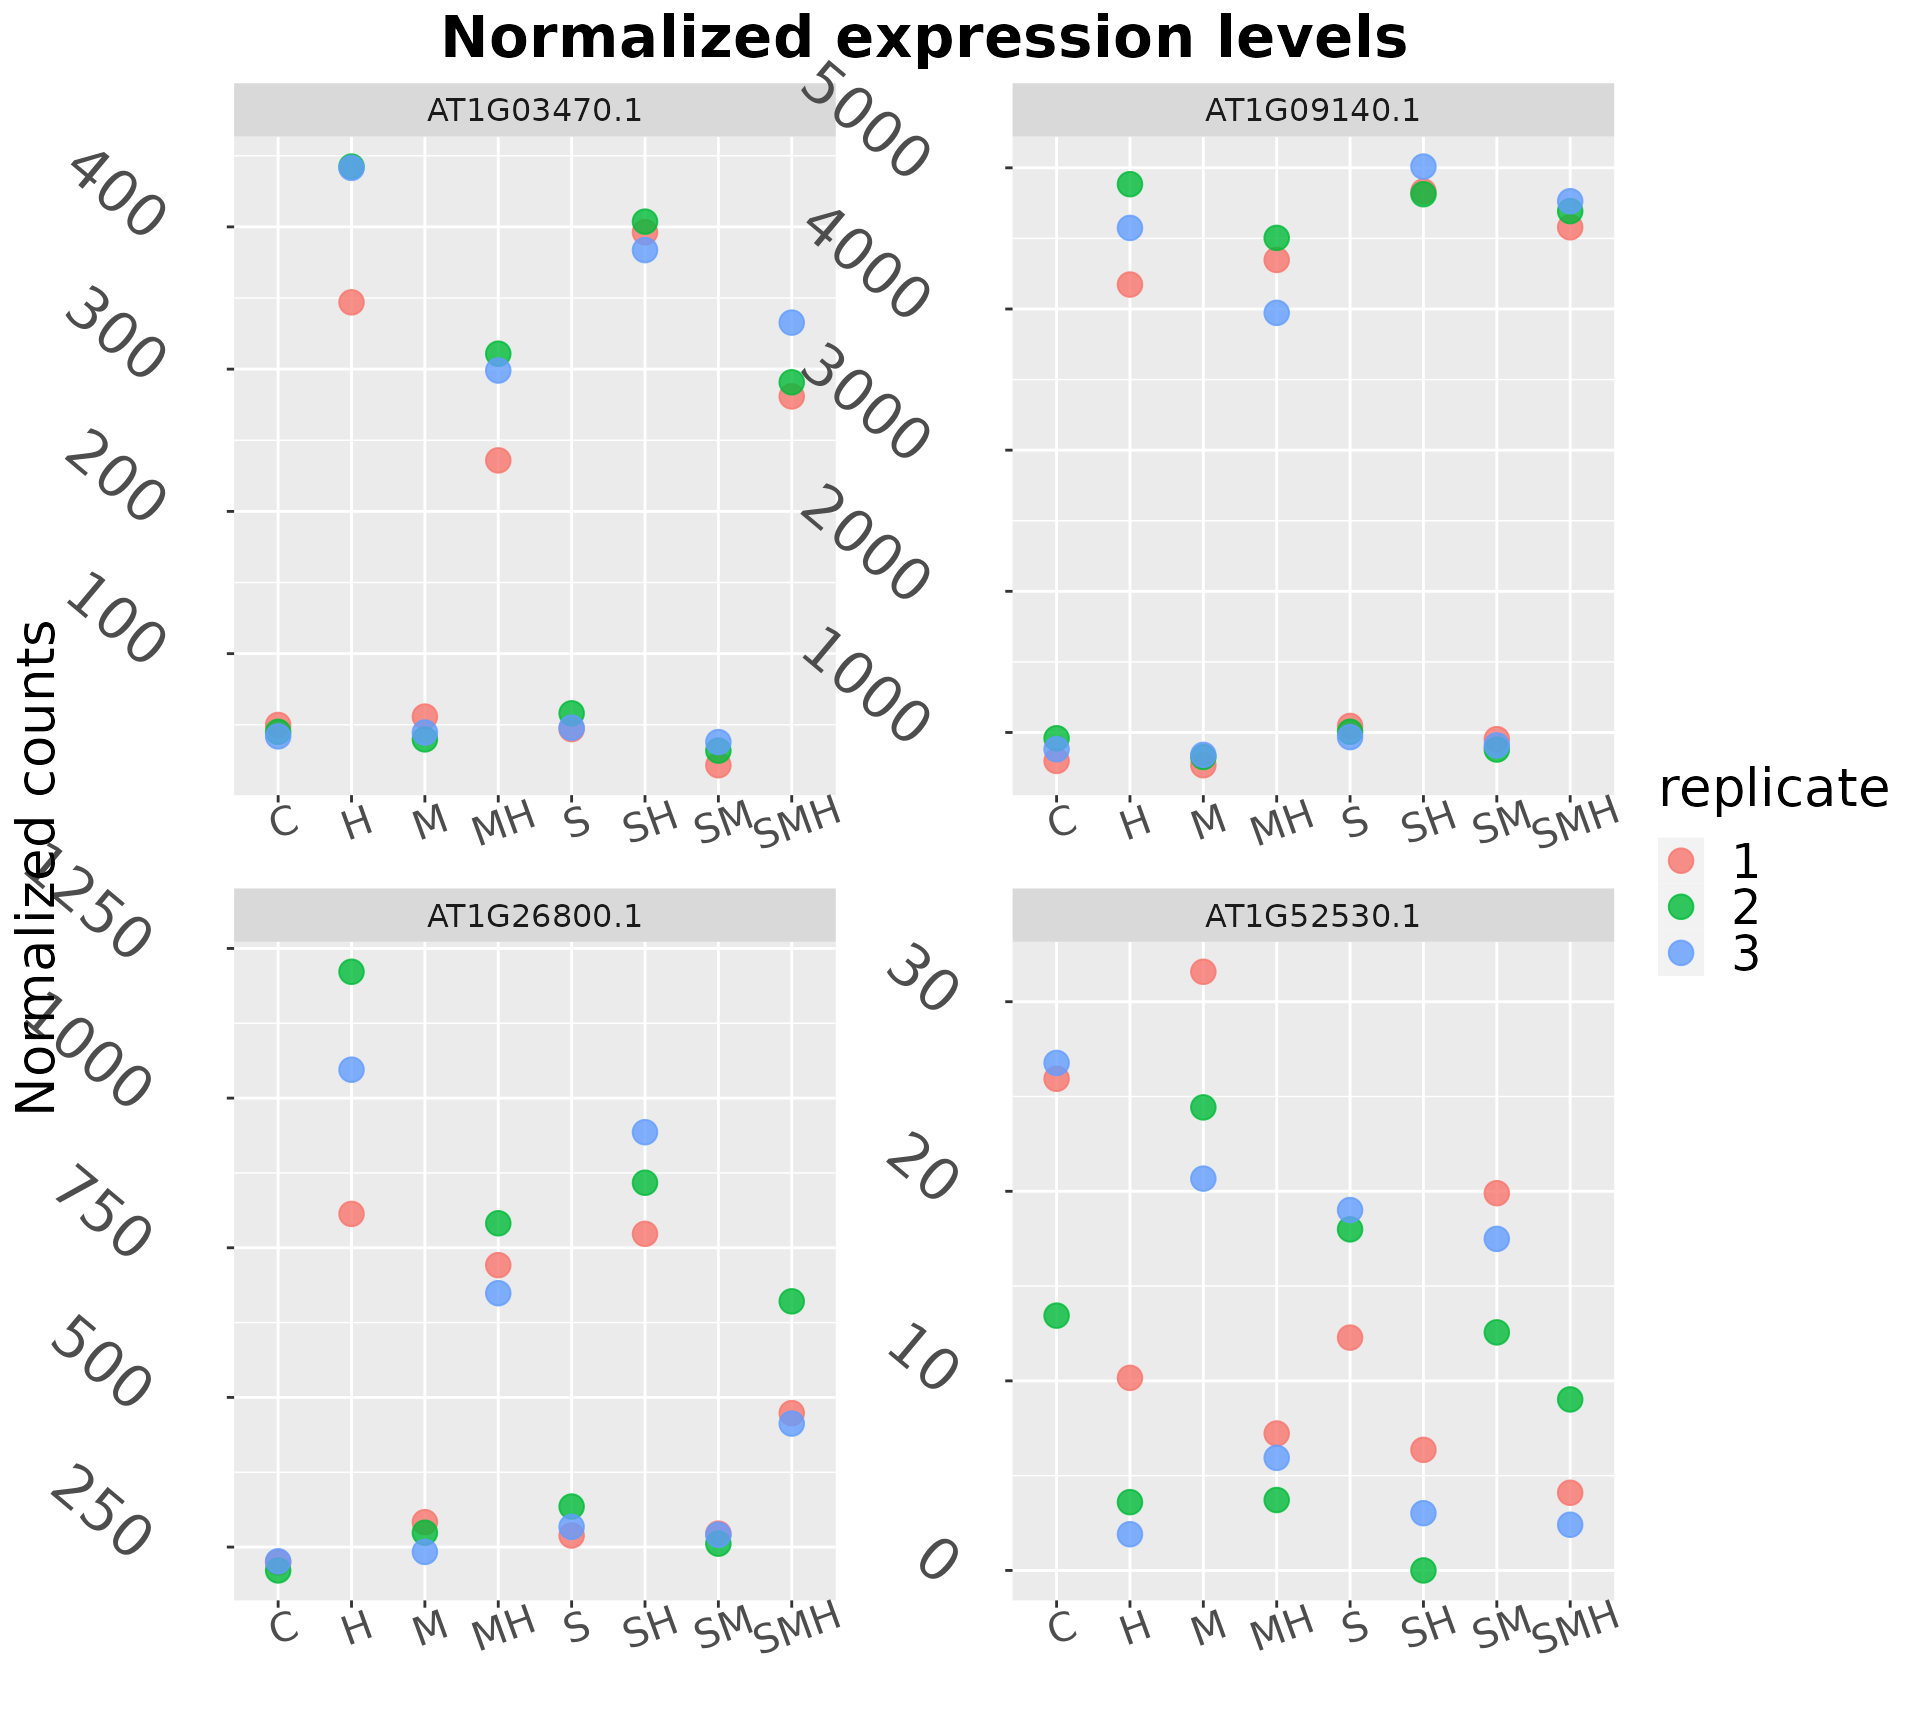 Normalized expression levels
AT1G03470.1
AT1G09140.1
400
300
200
100
5000
4000
3000
2000
1000
C H M MH S SH SM SMH
C H M MH S SH SM SMH
AT1G26800.1
AT1G52530.1
1250
1000
750
500
250
30
20
10
0
C H M MH S SH SM SMH
C H M MH S SH SM SMH
Normalized counts
replicate
1
2
3